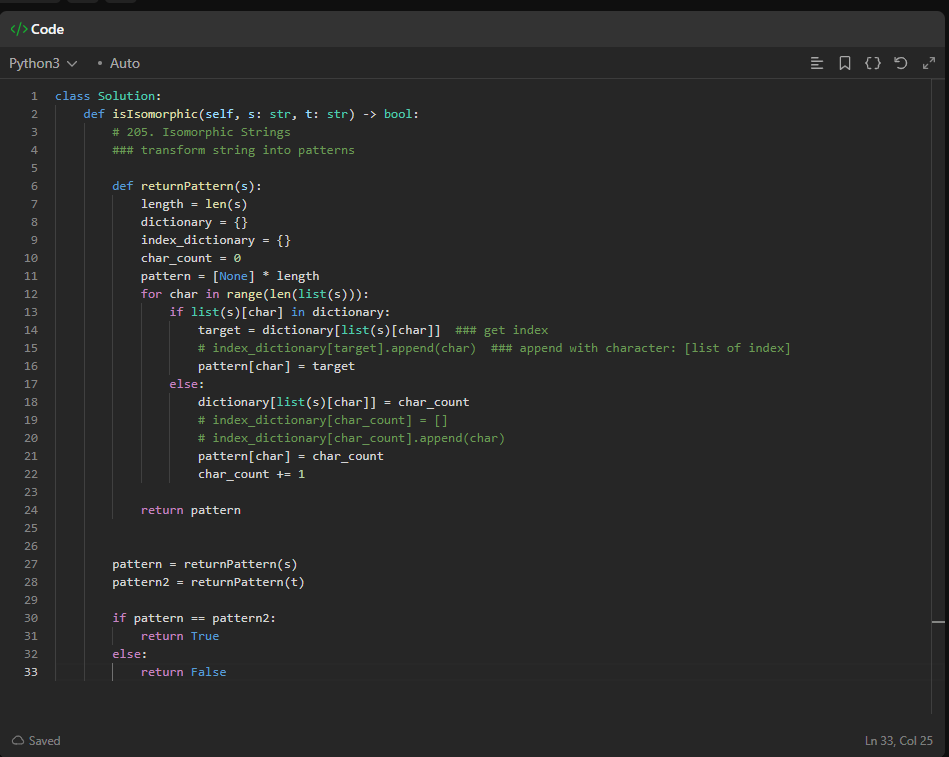 </> Code
Python3 • Auto
1 class Solution:
2     def isIsomorphic(self, s: str, t: str) -> bool:
3         # 205. Isomorphic Strings
4         ### transform string into patterns
5
6         def returnPattern(s):
7             length = len(s)
8             dictionary = {}
9             index_dictionary = {}
10             char_count = 0
11             pattern = [None] * length
12             for char in range(len(list(s))):
13                 if list(s)[char] in dictionary:
14                     target = dictionary[list(s)[char]]  ### get index
15                     # index_dictionary[target].append(char)  ### append with character: [list of index]
16                     pattern[char] = target
17                 else:
18                     dictionary[list(s)[char]] = char_count
19                     # index_dictionary[char_count] = []
20                     # index_dictionary[char_count].append(char)
21                     pattern[char] = char_count
22                     char_count += 1
23
24             return pattern
25
26
27         pattern = returnPattern(s)
28         pattern2 = returnPattern(t)
29
30         if pattern == pattern2:
31             return True
32         else:
33             return False
Saved
Ln 33, Col 25